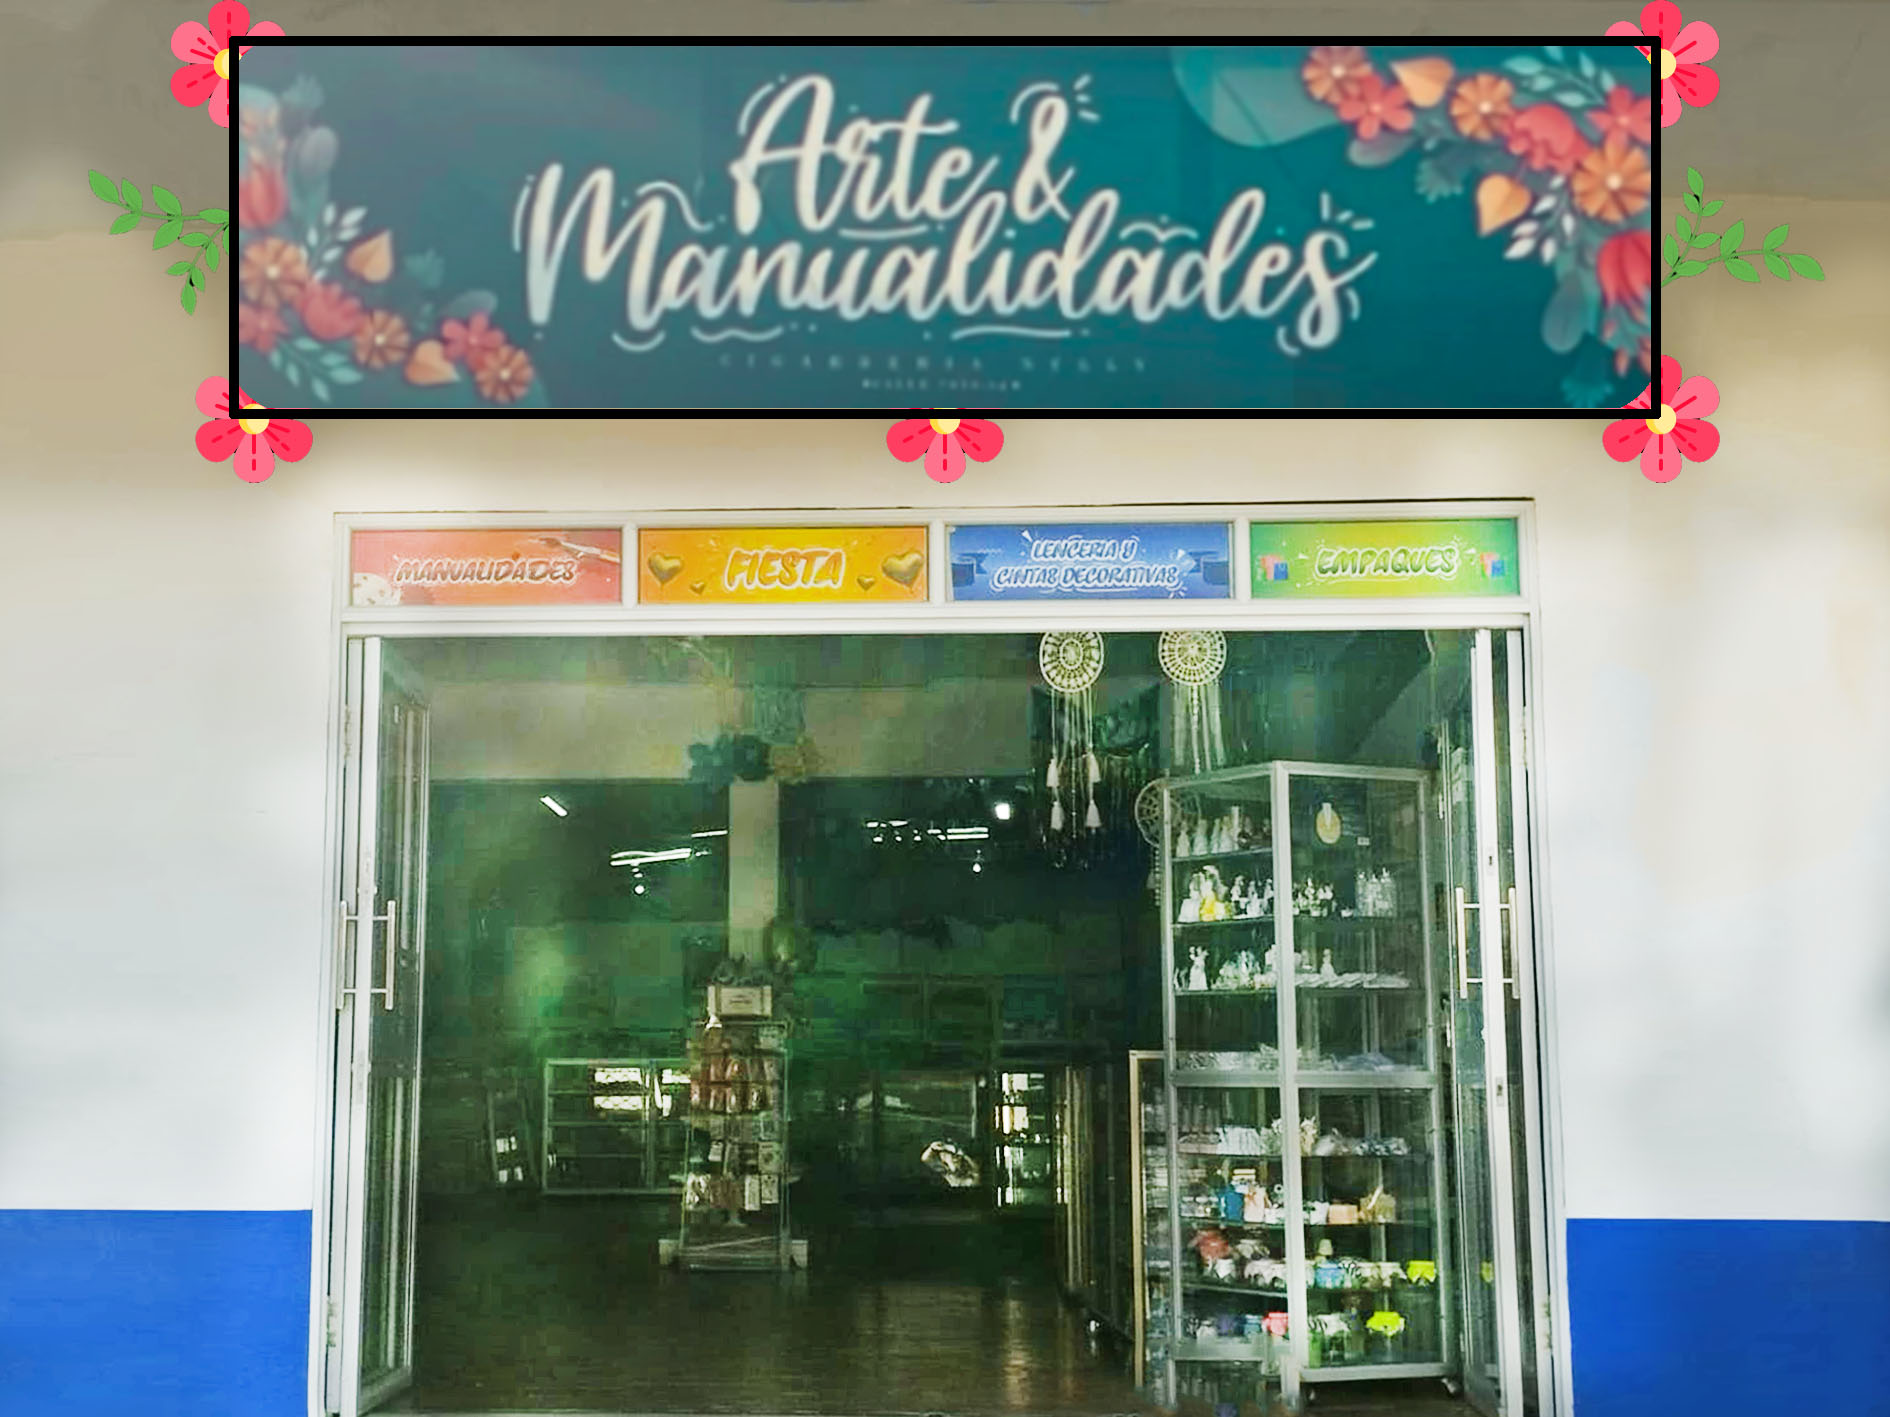 Arte &
Manualidades
MANUALIDADES
FIESTA
LENCERIA Y
CINTAS DECORATIVAS
EMPAQUES